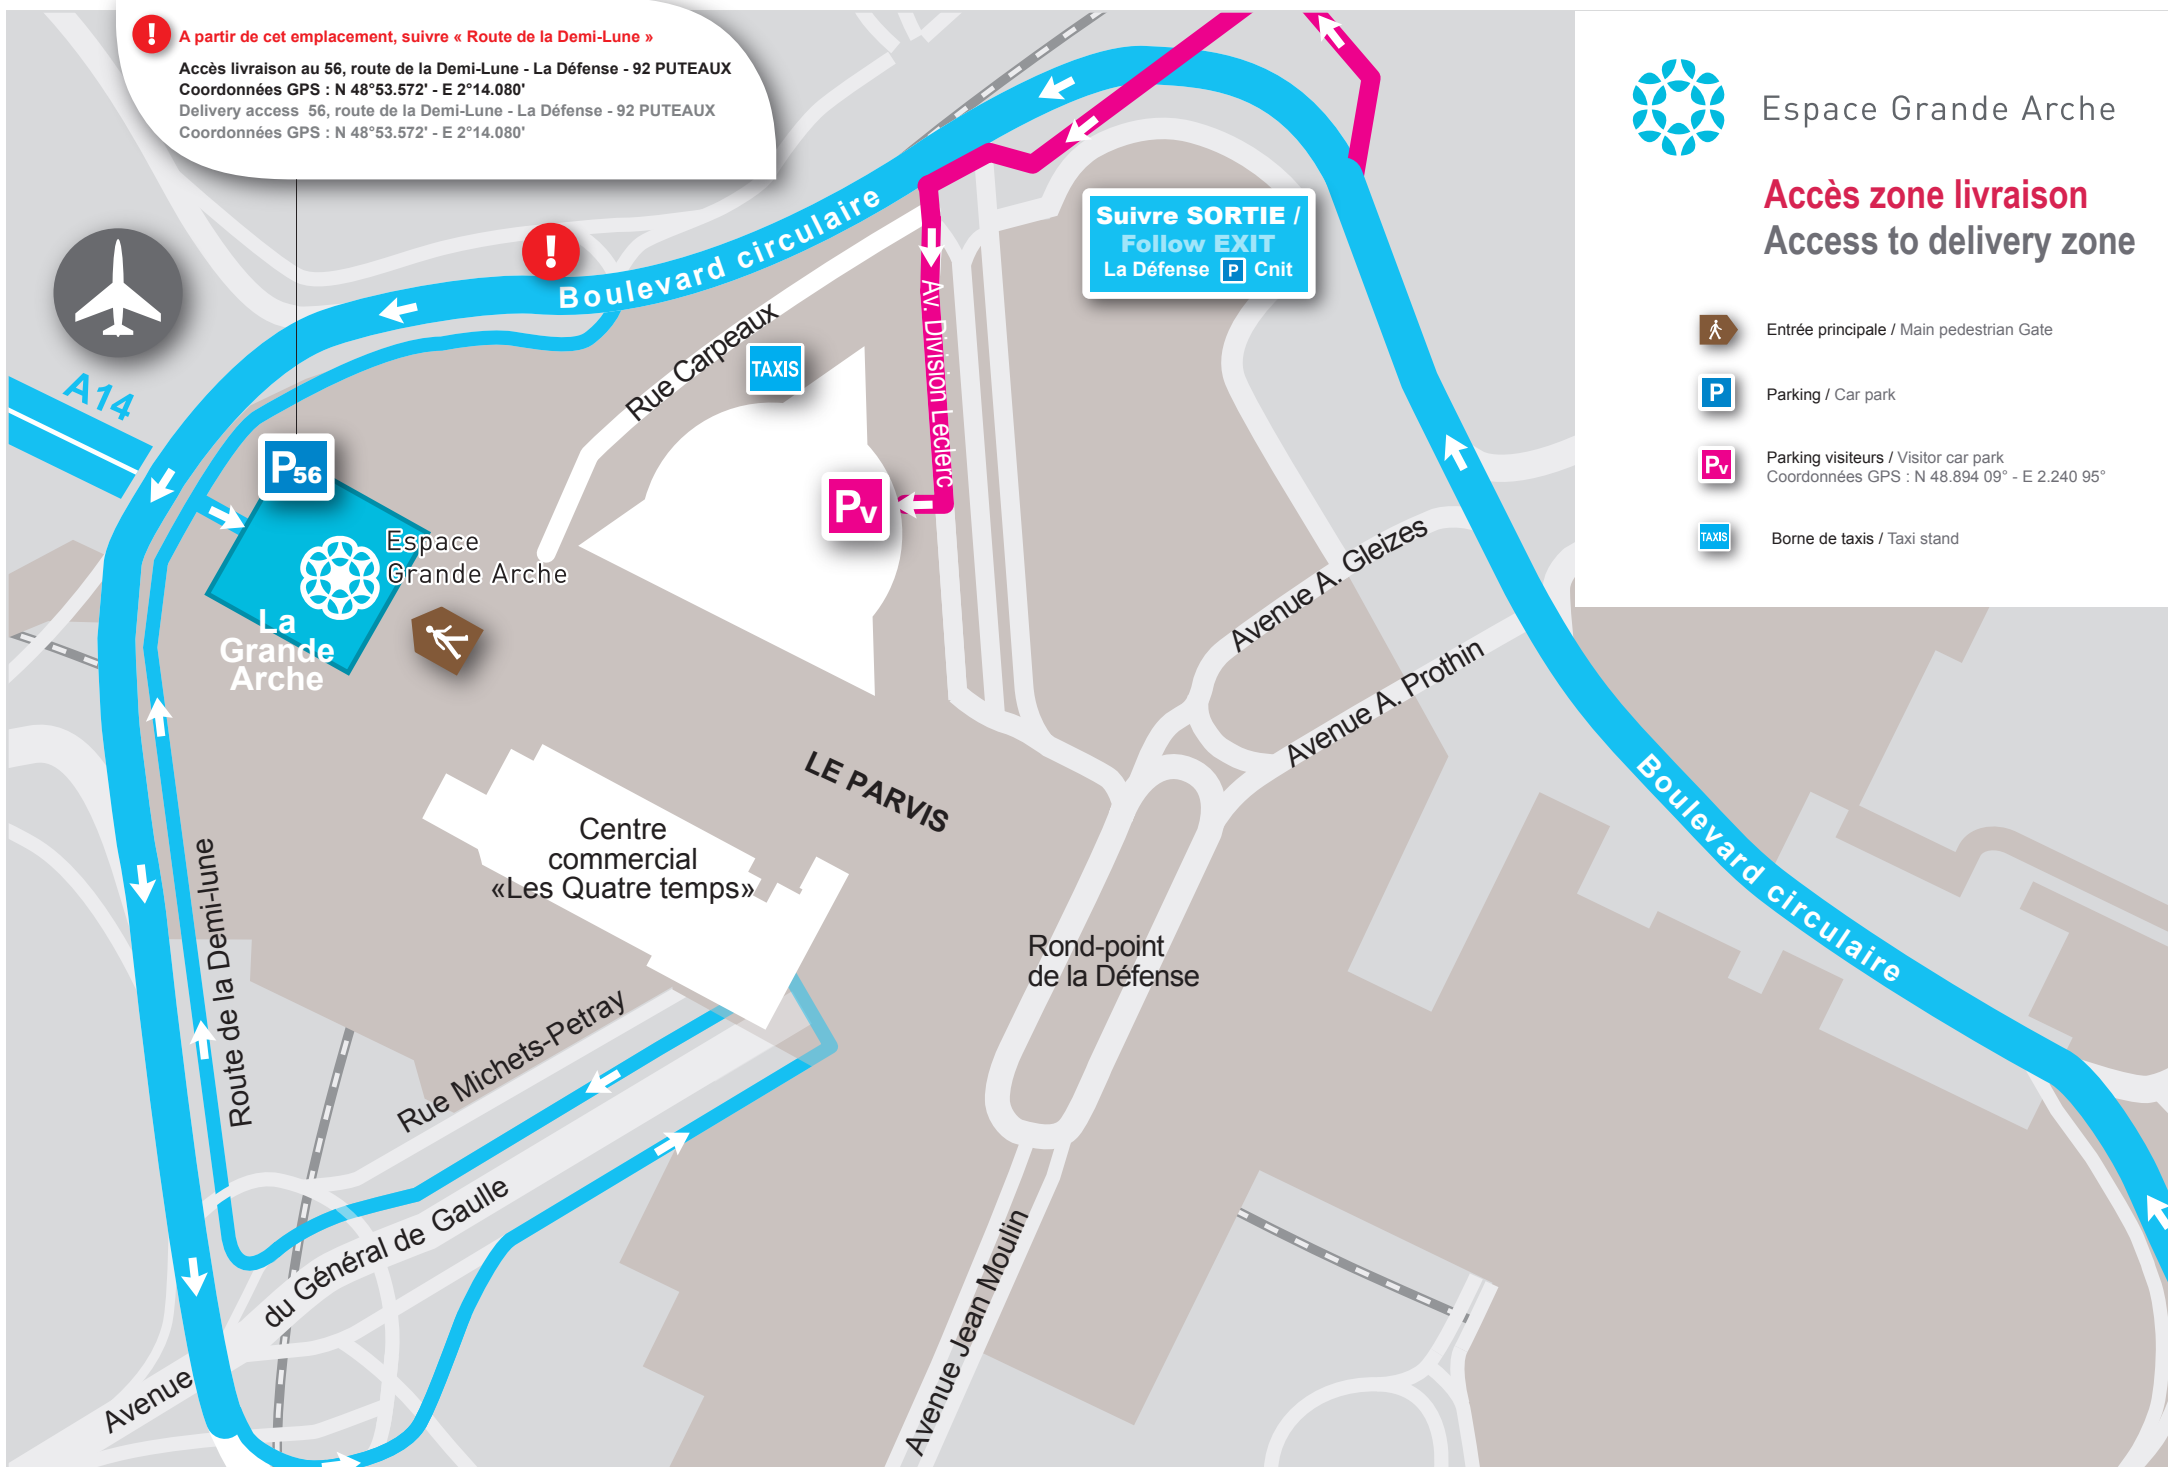 A partir de cet emplacement, suivre « Route de la Demi-Lune »
Accès livraison au 56, route de la Demi-Lune - La Défense - 92 PUTEAUX
Coordonnées GPS : N 48°53.572' - E 2°14.080'
Delivery access  56, route de la Demi-Lune - La Défense - 92 PUTEAUX
Coordonnées GPS : N 48°53.572' - E 2°14.080'
Espace Grande Arche
Accès zone livraison
Access to delivery zone
Entrée principale / Main pedestrian Gate
P
Parking / Car park
Pv
Parking visiteurs / Visitor car park
Coordonnées GPS : N 48.894 09° - E 2.240 95°
TAXIS
Borne de taxis / Taxi stand
Suivre SORTIE /
Follow EXIT
La Défense P Cnit
!
!
Boulevard circulaire
Av. Division Leclerc
Rue Carpeaux
TAXIS
A14
P56
Pv
Espace
Grande Arche
La
Grande
Arche
Avenue A. Gleizes
Avenue A. Prothin
LE PARVIS
Centre
commercial
«Les Quatre temps»
Boulevard circulaire
Rond-point
de la Défense
Route de la Demi-lune
Rue Michets-Petray
Avenue du Général de Gaulle
Avenue Jean Moulin